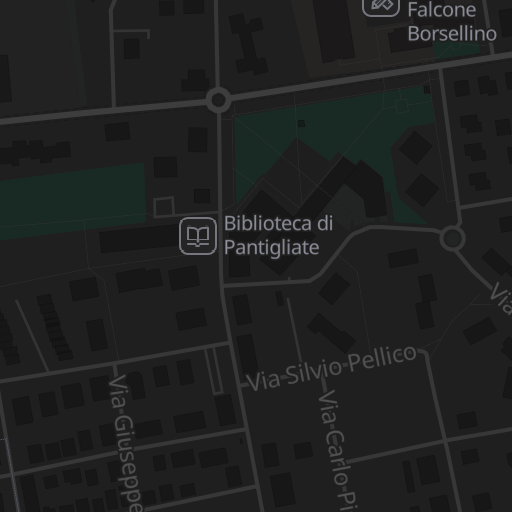 Falcone
Borsellino
Biblioteca di
Pantigliate
Via
Via Silvio Pellico
Via Giuseppe
Via Carlo Pi